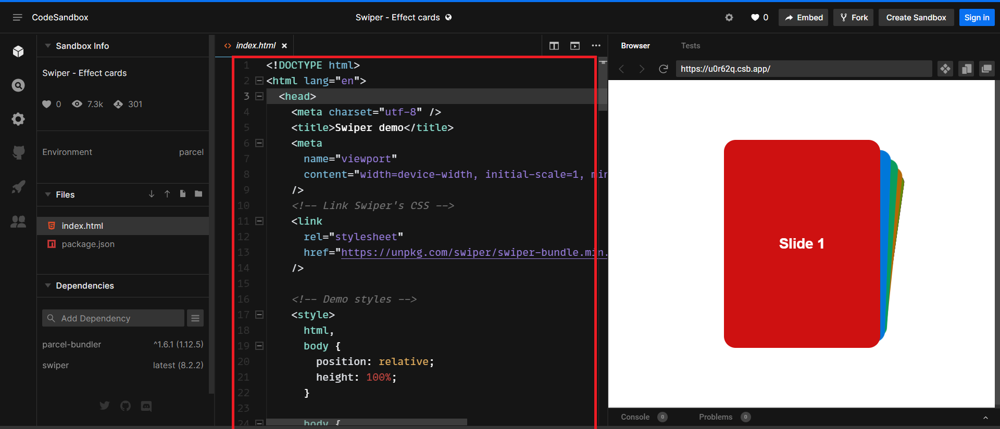 CodeSandbox
Swiper - Effect cards
0
Embed
Fork
Create Sandbox
Sign in
Sandbox Info
Swiper - Effect cards
0 7.3k 301
Environment parcel
Files
index.html
package.json
Dependencies
Add Dependency
parcel-bundler ^1.6.1 (1.12.5)
swiper latest (8.2.2)
<> index.html
1 <!DOCTYPE html>
2 <html lang="en">
3 <head>
4 <meta charset="utf-8" />
5 <title>Swiper demo</title>
6 <meta
7 name="viewport"
8 content="width=device-width, initial-scale=1, min
9 />
10 <!-- Link Swiper's CSS -->
11 <link
12 rel="stylesheet"
13 href="https://unpkg.com/swiper/swiper-bundle.min.
14 />
15
16 <!-- Demo styles -->
17 <style>
18 html,
19 body {
20 position: relative;
21 height: 100%;
22 }
23
24 body {
Browser
Tests
https://u0r62q.csb.app/
Slide 1
Console 0
Problems 0